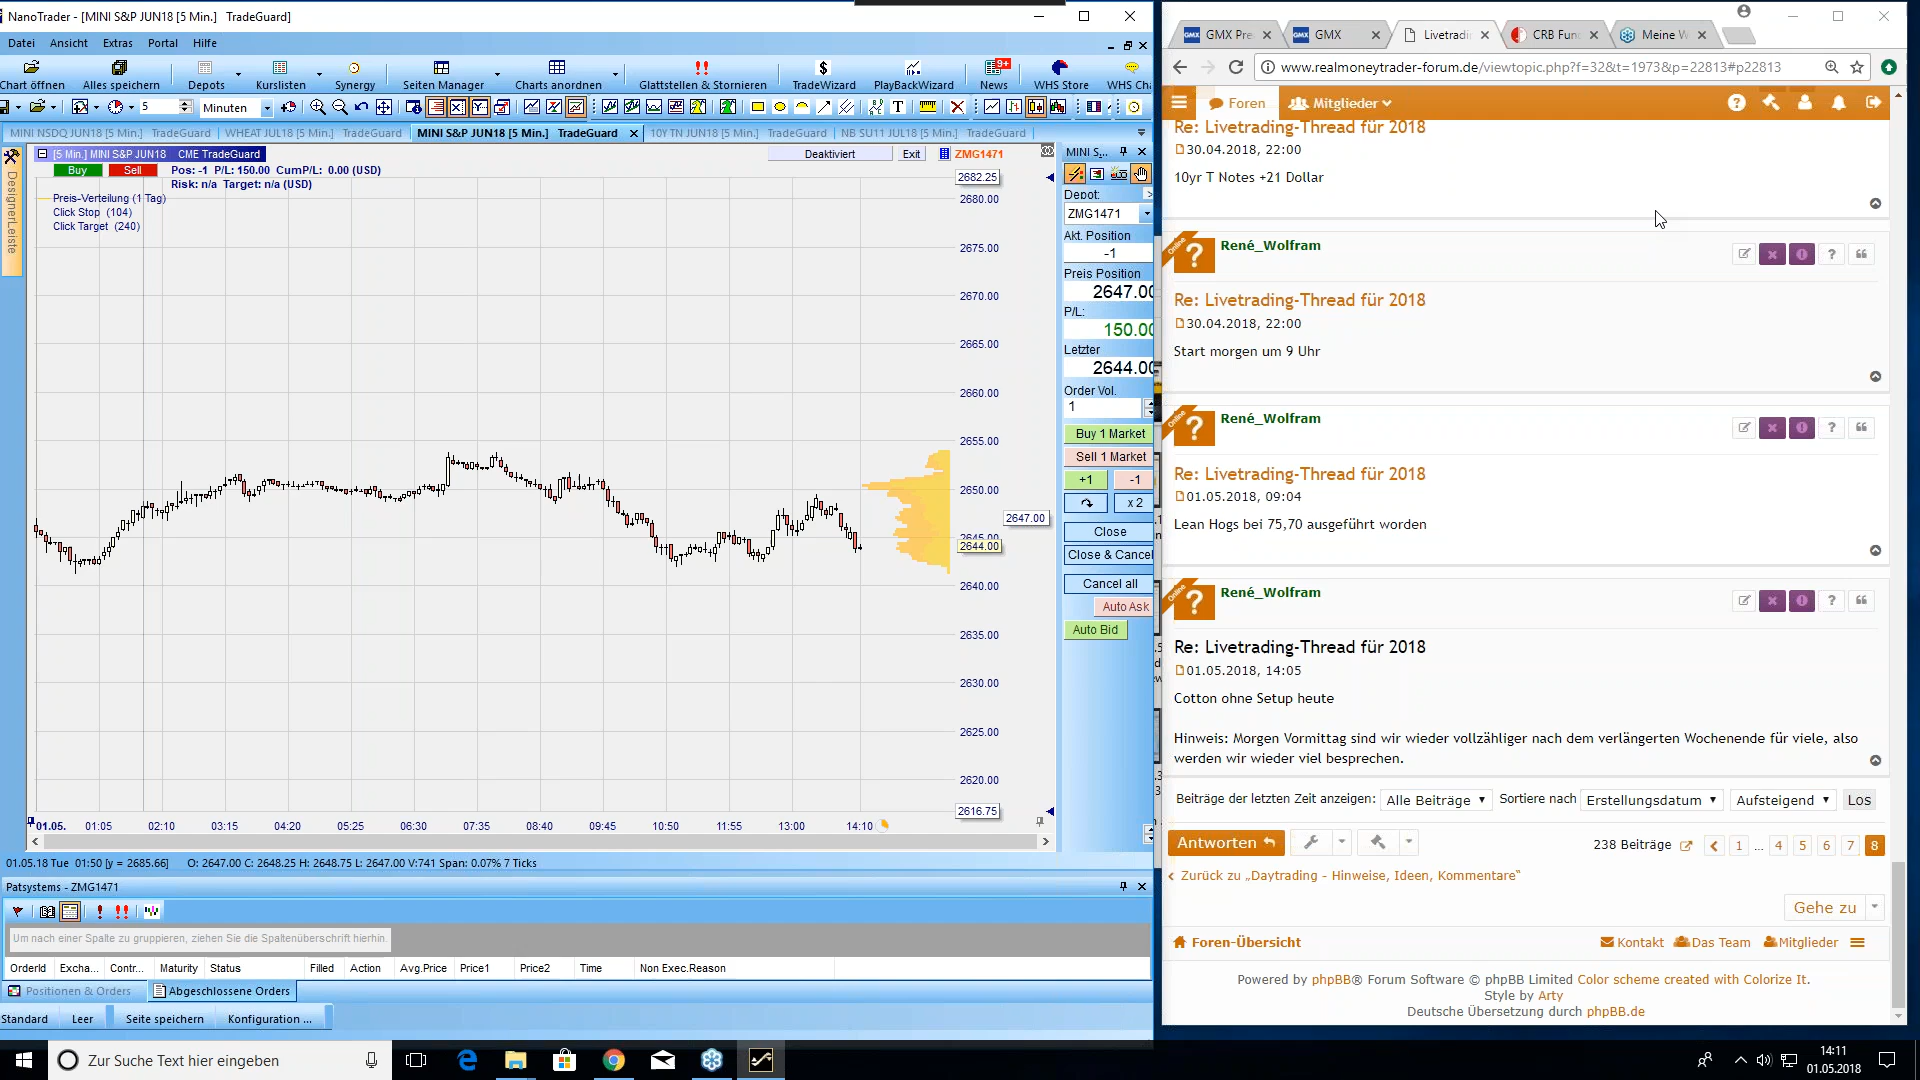 NanoTrader - [MINI S&P JUN18 [5 Min.]   TradeGuard]
Datei Ansicht Extras Portal Hilfe
Chart öffnen Alles speichern Depots Kurslisten Synergy Seiten Manager Charts anordnen Glattstellen & Stornieren TradeWizard PlayBackWizard News 9+ WHS Store WHS Cha
5 Minuten
MINI NSDQ JUN18 [5 Min.] TradeGuard WHEAT JUL18 [5 Min.] TradeGuard MINI S&P JUN18 [5 Min.] TradeGuard 10Y TN JUN18 [5 Min.] TradeGuard NB SU11 JUL18 [5 Min.] TradeGuard
DesignerLeiste
[5 Min.] MINI S&P JUN18 CME TradeGuard Deaktiviert Exit ZMG1471
Buy Sell Pos: -1 P/L: 150.00 CumP/L: 0.00 (USD)
Risk: n/a Target: n/a (USD)
Preis-Verteilung (1 Tag)
Click Stop (104)
Click Target (240)
2682.25
2680.00
2675.00
2670.00
2665.00
2660.00
2655.00
2650.00
2647.00
2645.00
2644.00
2640.00
2635.00
2630.00
2625.00
2620.00
2616.75
01.05. 01:05 02:10 03:15 04:20 05:25 06:30 07:35 08:40 09:45 10:50 11:55 13:00 14:10
MINI S...
Depot:
ZMG1471
Akt. Position
-1
Preis Position
2647.00
P/L:
150.00
Letzter
2644.00
Order Vol.
1
Buy 1 Market
Sell 1 Market
+1 -1
x 2
Close
Close & Cancel
Cancel all
Auto Ask
Auto Bid
01.05.18 Tue 01:50 [y = 2685.66] O: 2647.00 C: 2648.25 H: 2648.75 L: 2647.00 V:741 Span: 0.07% 7 Ticks
Patsystems - ZMG1471
Um nach einer Spalte zu gruppieren, ziehen Sie die Spaltenüberschrift hierhin.
OrderId Excha... Contr... Maturity Status Filled Action Avg.Price Price1 Price2 Time Non Exec.Reason
Positionen & Orders Abgeschlossene Orders
Standard Leer Seite speichern Konfiguration ...
GMX Pre GMX Livetradi CRB Fun Meine W
www.realmoneytrader-forum.de/viewtopic.php?f=32&t=1973&p=22813#p22813
Foren Mitglieder
Re: Livetrading-Thread für 2018
30.04.2018, 22:00
10yr T Notes +21 Dollar
Online
René_Wolfram
Re: Livetrading-Thread für 2018
30.04.2018, 22:00
Start morgen um 9 Uhr
Online
René_Wolfram
Re: Livetrading-Thread für 2018
01.05.2018, 09:04
Lean Hogs bei 75,70 ausgeführt worden
Online
René_Wolfram
Re: Livetrading-Thread für 2018
01.05.2018, 14:05
Cotton ohne Setup heute
Hinweis: Morgen Vormittag sind wir wieder vollzähliger nach dem verlängerten Wochenende für viele, also
werden wir wieder viel besprechen.
Beiträge der letzten Zeit anzeigen: Alle Beiträge Sortiere nach Erstellungsdatum Aufsteigend Los
Antworten 238 Beiträge 1 ... 4 5 6 7 8
Zurück zu „Daytrading - Hinweise, Ideen, Kommentare“
Gehe zu
Foren-Übersicht Kontakt Das Team Mitglieder
Powered by phpBB® Forum Software © phpBB Limited Color scheme created with Colorize It.
Style by Arty
Deutsche Übersetzung durch phpBB.de
Zur Suche Text hier eingeben
14:11
01.05.2018